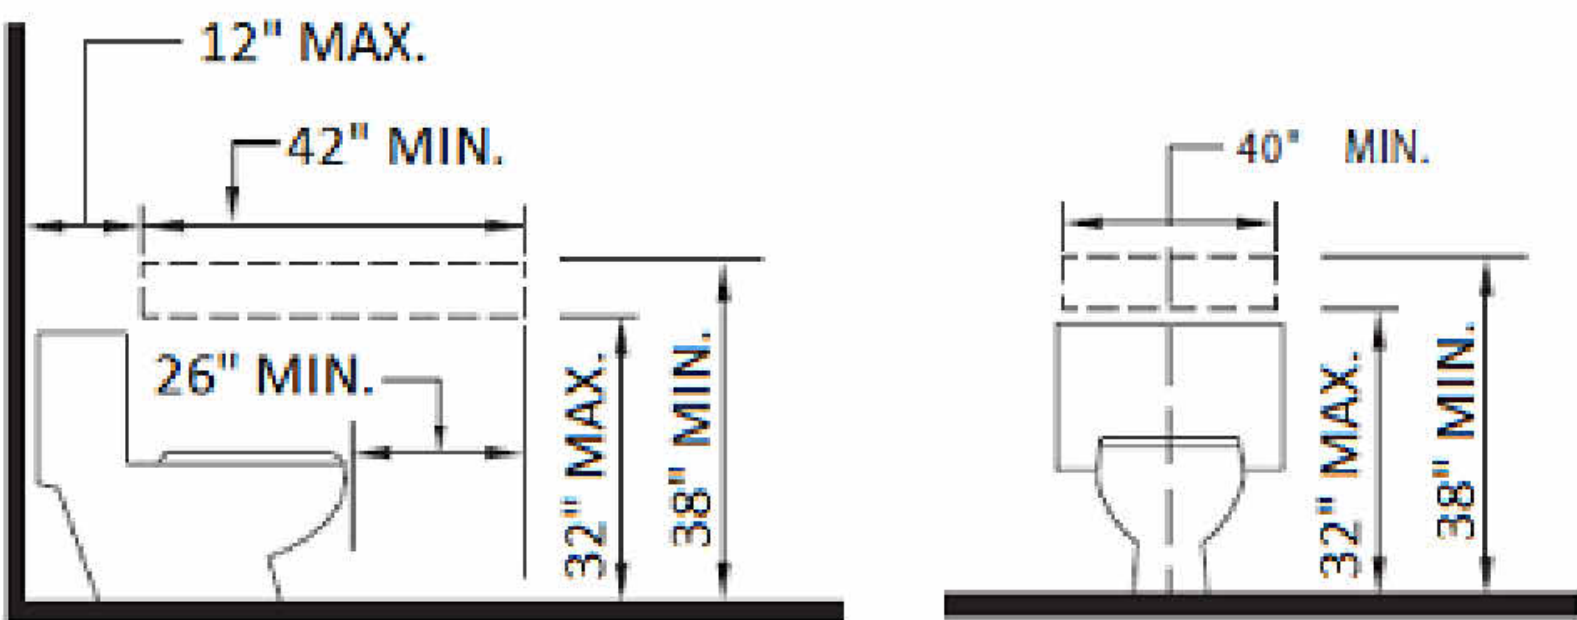 12" MAX.
42" MIN.
26" MIN.
32" MAX.
38" MIN.
40" MIN.
32" MAX.
38" MIN.